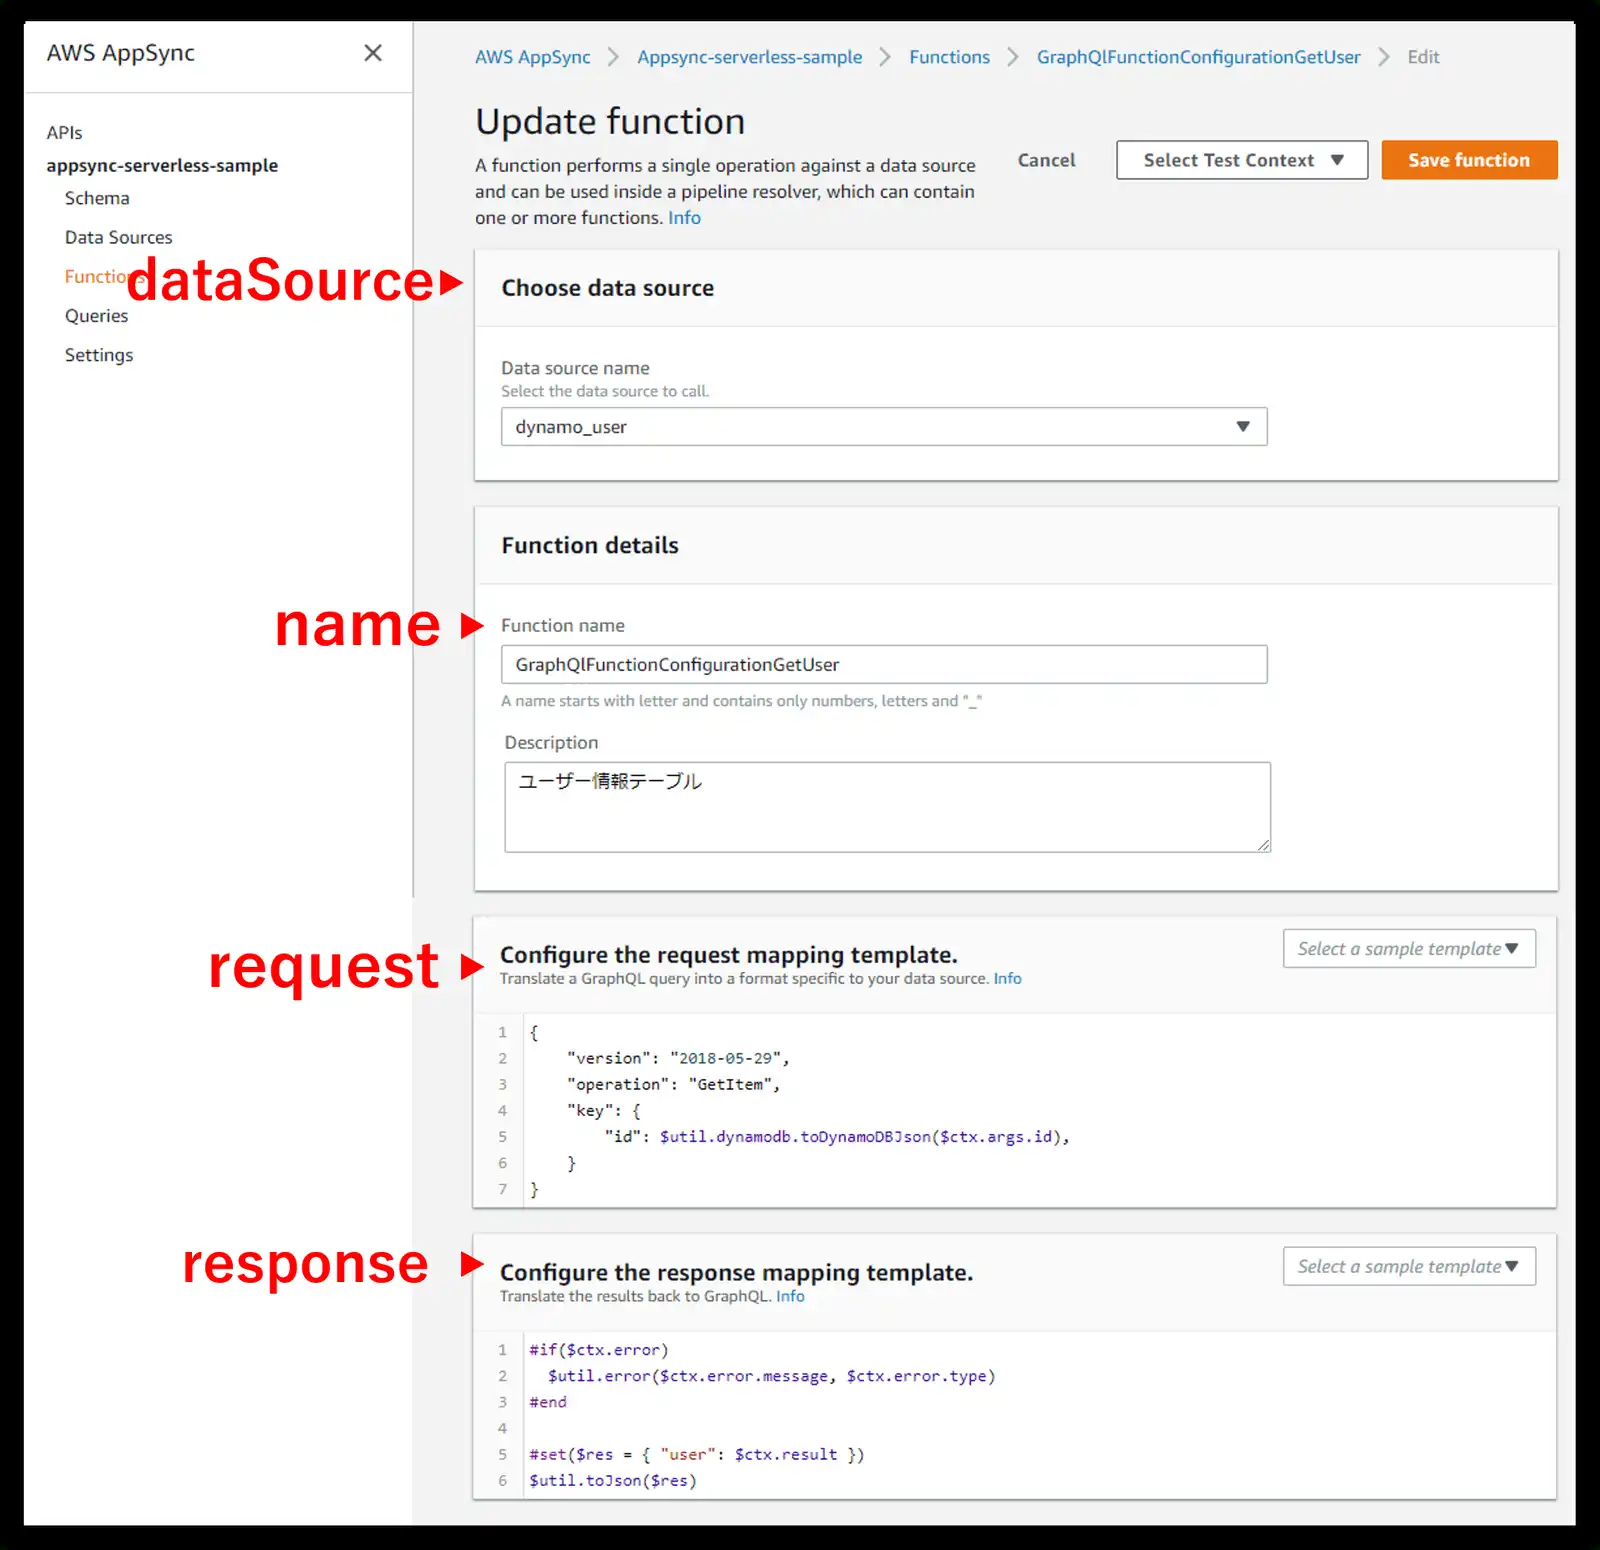 AWS AppSync
APIs
appsync-serverless-sample
Schema
Data Sources
Functions
Queries
Settings
AWS AppSync > Appsync-serverless-sample > Functions > GraphQlFunctionConfigurationGetUser > Edit
Update function
A function performs a single operation against a data source
and can be used inside a pipeline resolver, which can contain
one or more functions. Info
Cancel
Select Test Context
Save function
dataSource
Choose data source
Data source name
Select the data source to call.
dynamo_user
Function details
name
Function name
GraphQlFunctionConfigurationGetUser
A name starts with letter and contains only numbers, letters and "_"
Description
ユーザー情報テーブル
request
Configure the request mapping template.
Select a sample template
Translate a GraphQL query into a format specific to your data source. Info
1 {
2 "version": "2018-05-29",
3 "operation": "GetItem",
4 "key": {
5 "id": $util.dynamodb.toDynamoDBJson($ctx.args.id),
6 }
7 }
response
Configure the response mapping template.
Select a sample template
Translate the results back to GraphQL. Info
1 #if($ctx.error)
2 $util.error($ctx.error.message, $ctx.error.type)
3 #end
4
5 #set($res = { "user": $ctx.result })
6 $util.toJson($res)